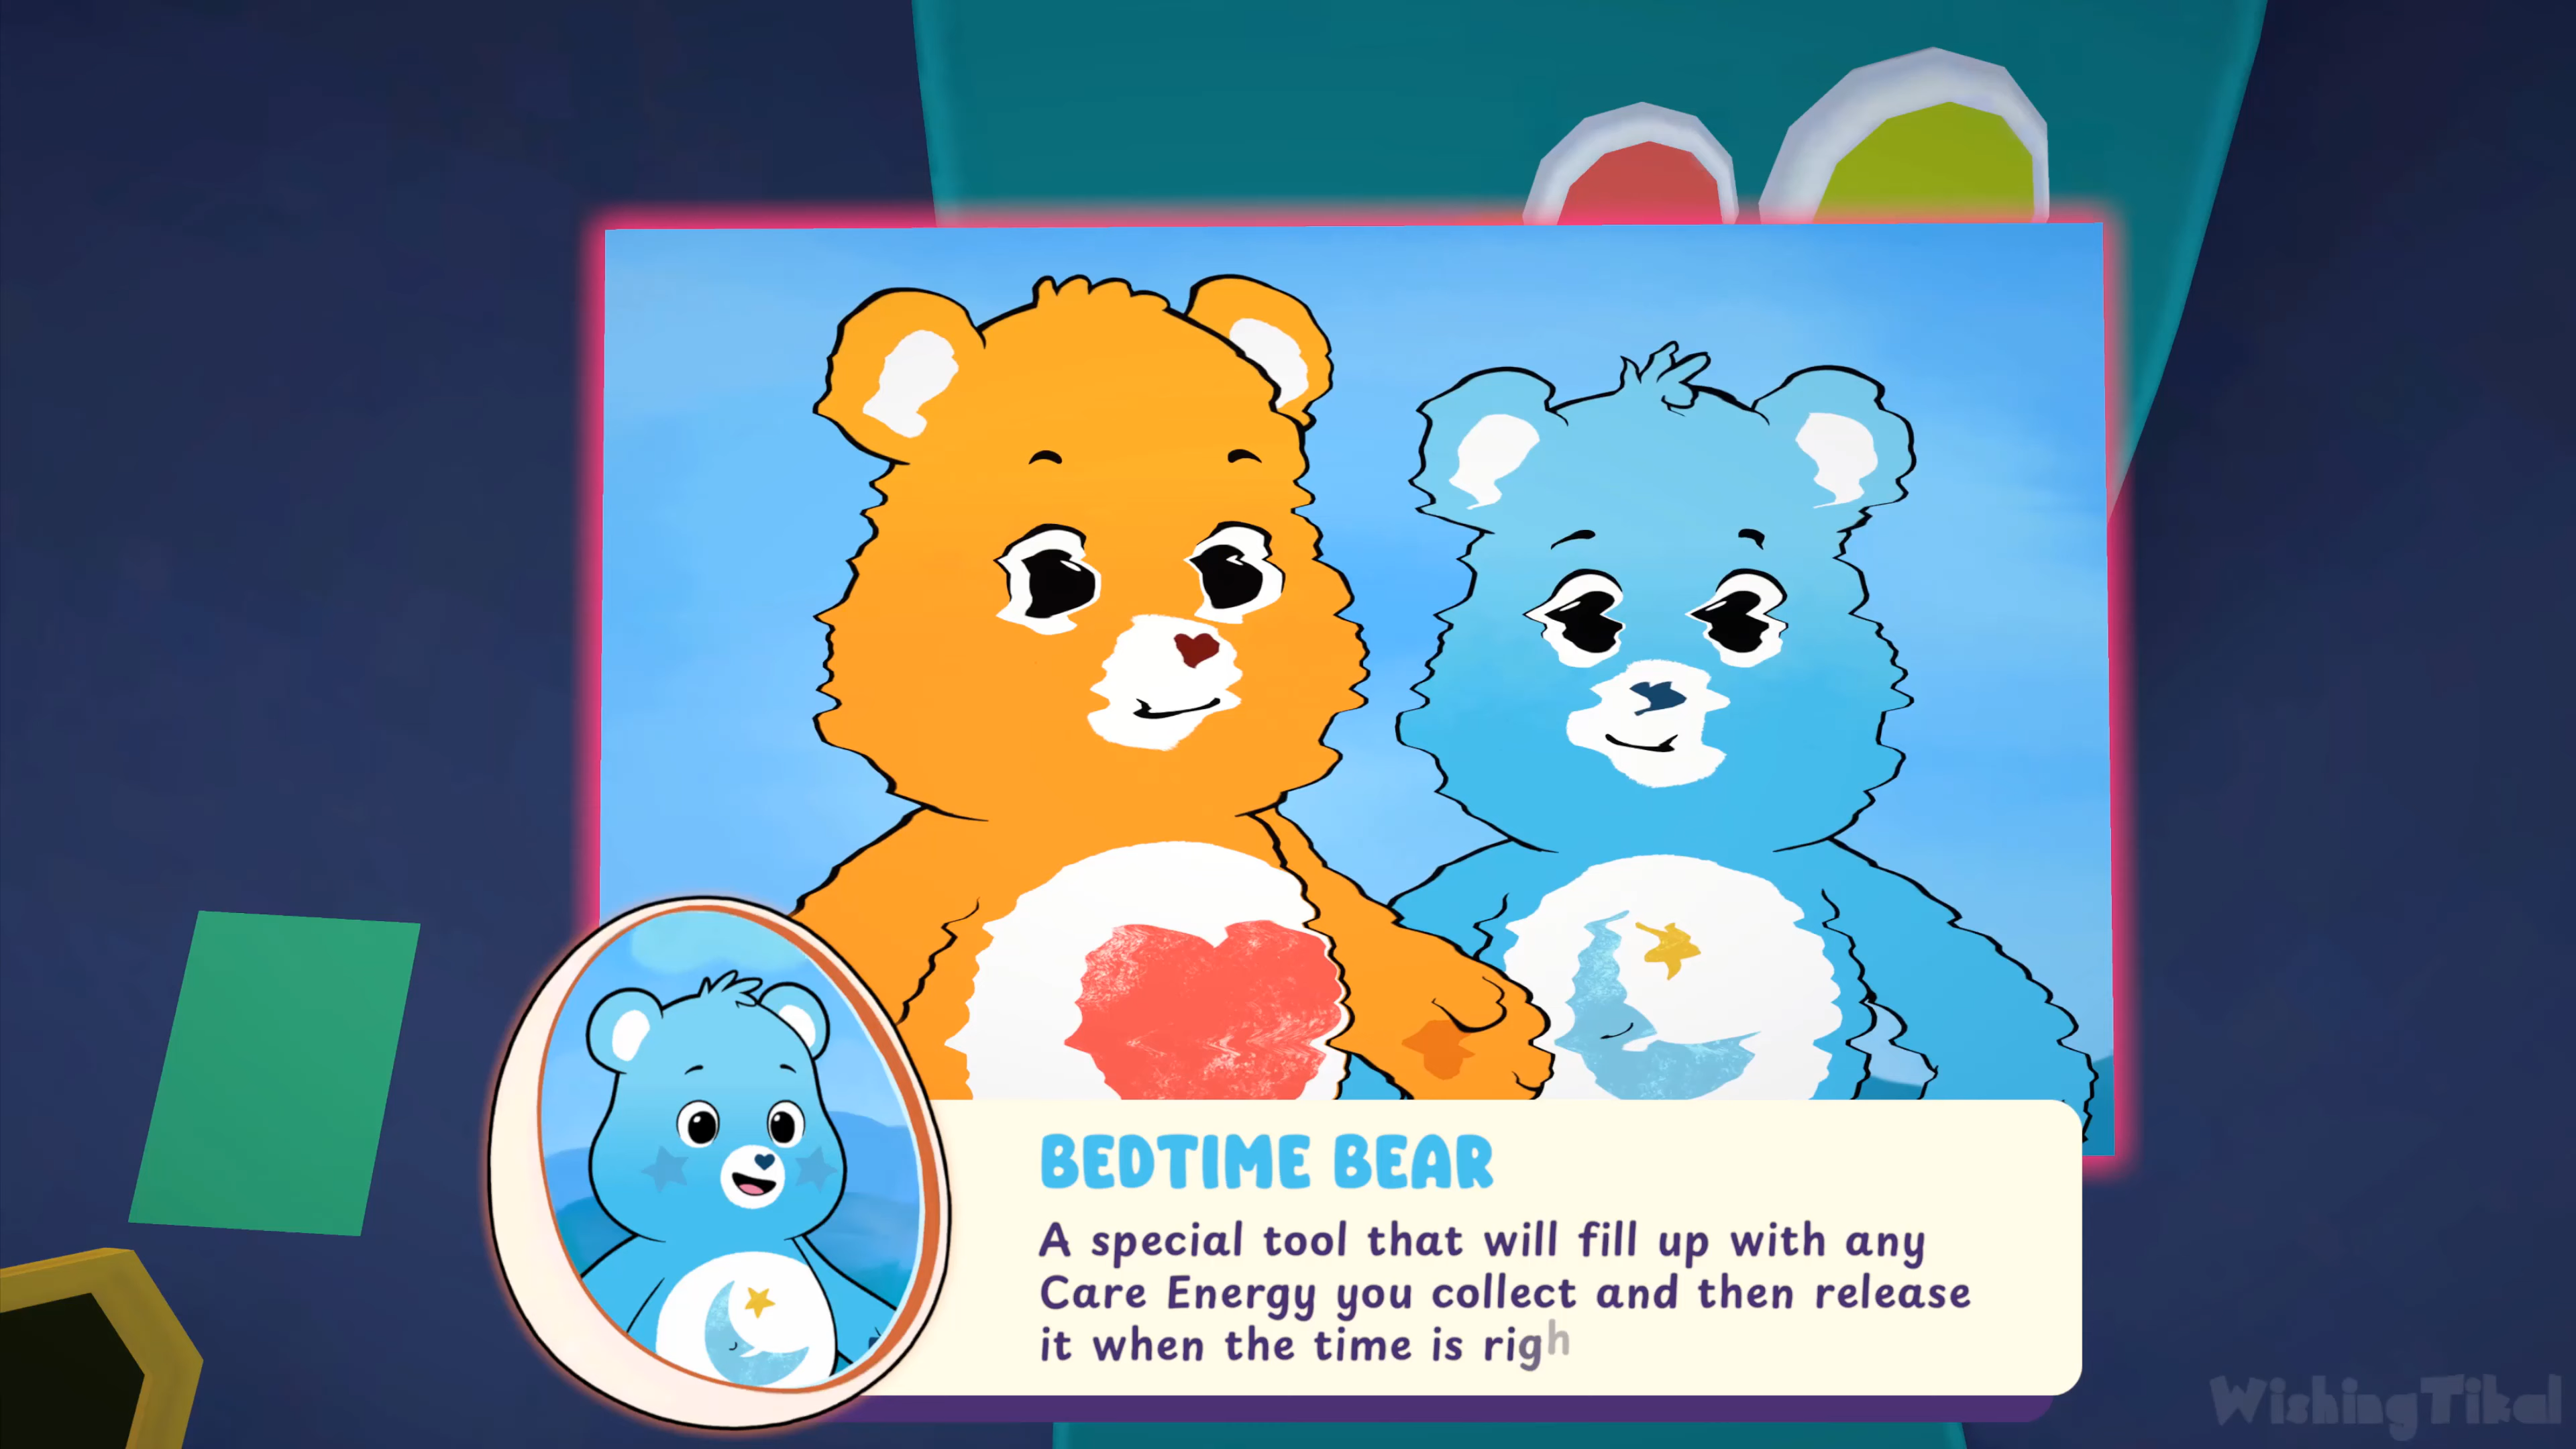 BEDTIME BEAR
A special tool that will fill up with any
Care Energy you collect and then release
it when the time is righ
WishingTikal